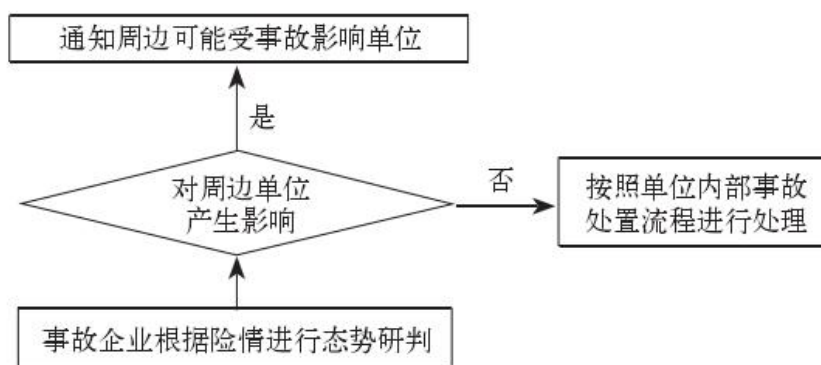 通知周边可能受事故影响单位
是
对周边单位
产生影响
否
按照单位内部事故
处置流程进行处理
事故企业根据险情进行态势研判